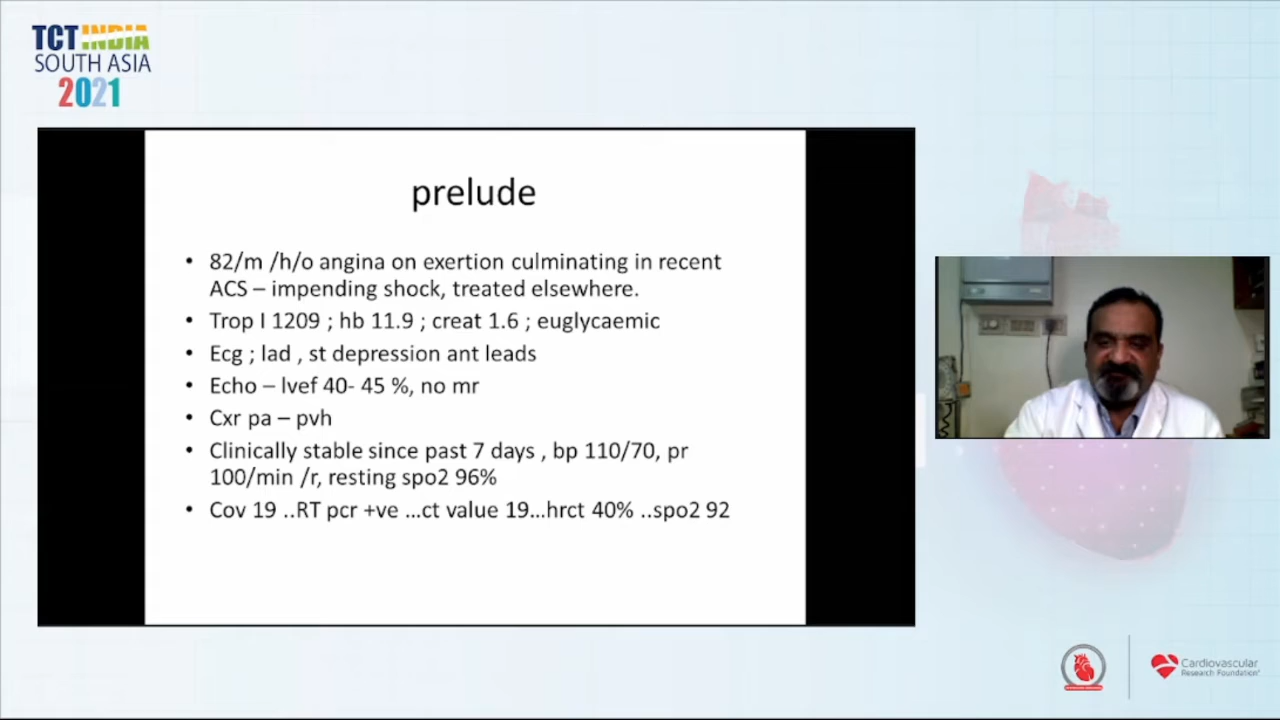 TCT INDIA
SOUTH ASIA
2021
prelude
• 82/m /h/o angina on exertion culminating in recent
ACS – impending shock, treated elsewhere.
• Trop I 1209 ; hb 11.9 ; creat 1.6 ; euglycaemic
• Ecg ; lad , st depression ant leads
• Echo – lvef 40- 45 %, no mr
• Cxr pa – pvh
• Clinically stable since past 7 days , bp 110/70, pr
100/min /r, resting spo2 96%
• Cov 19 ..RT pcr +ve ...ct value 19...hrct 40% ..spo2 92
Cardiovascular
Research Foundation®